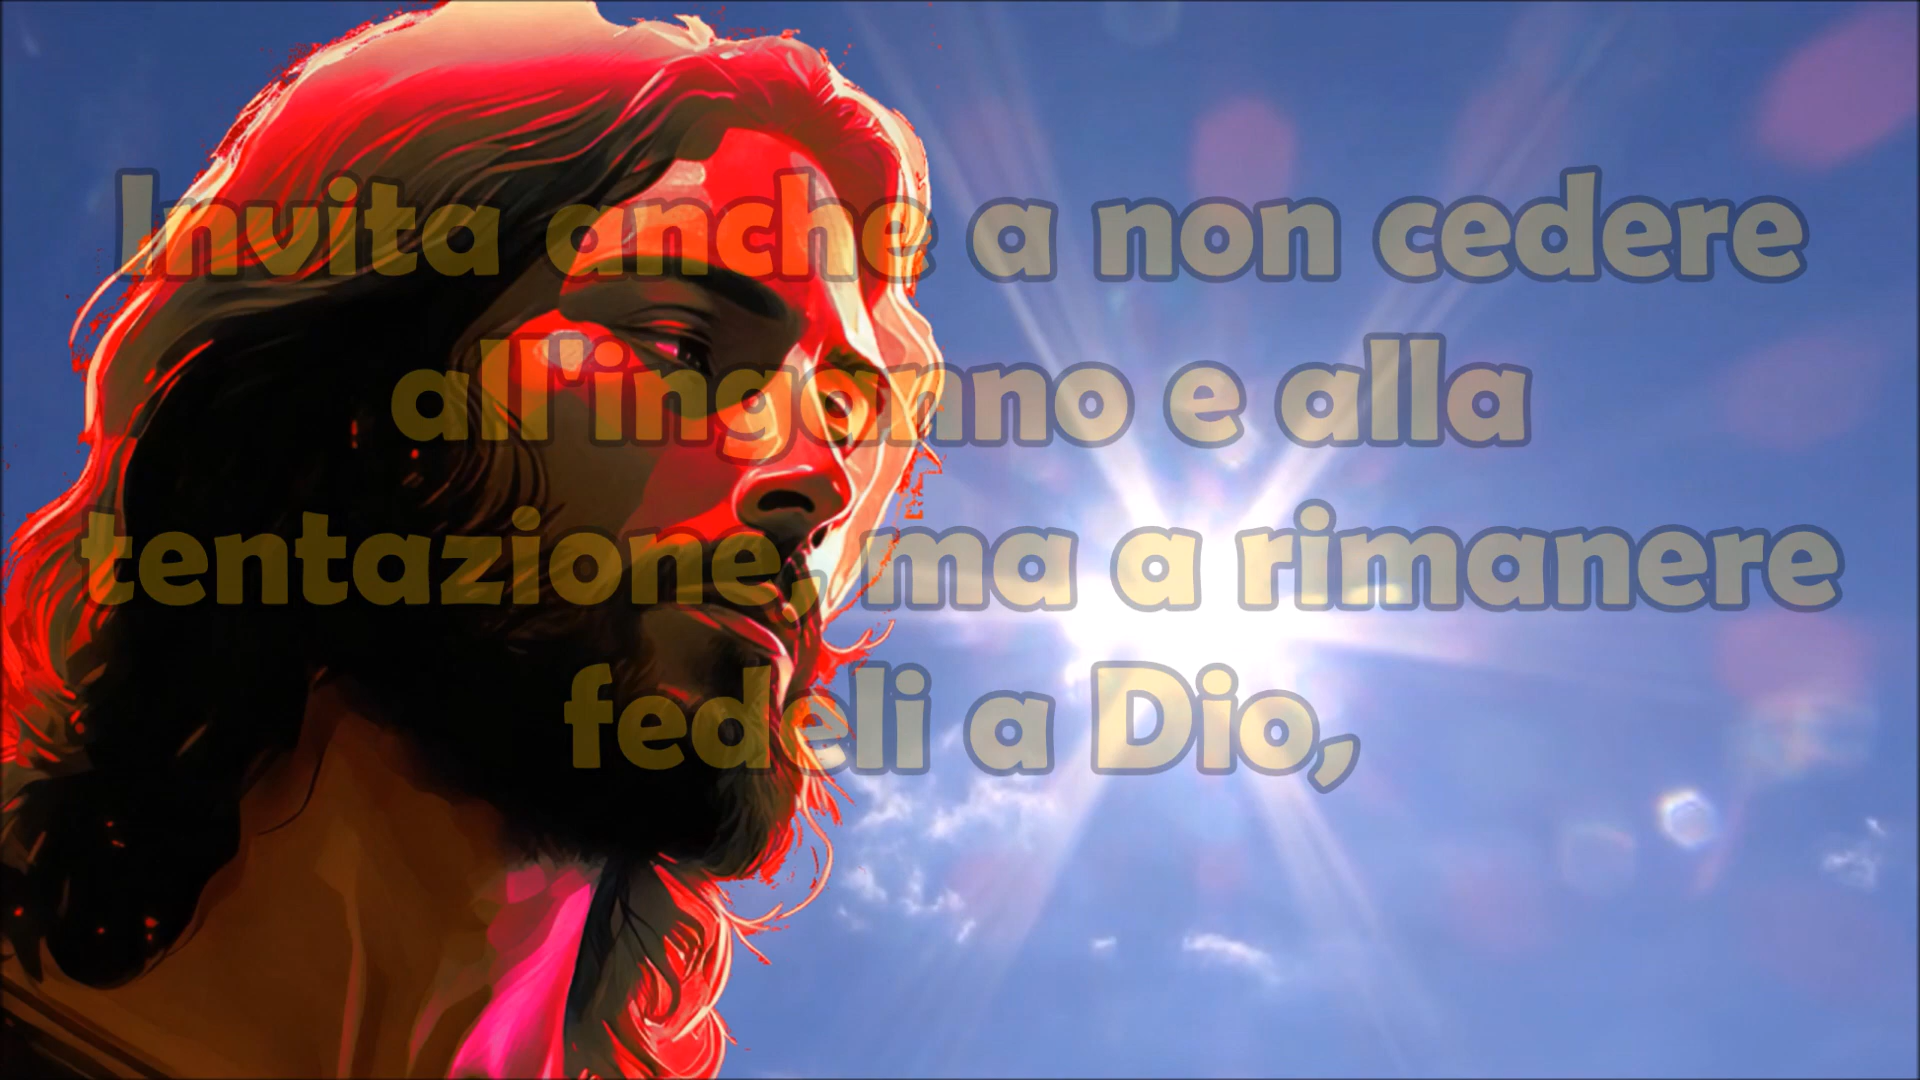 Invita anche a non cedere
all'inganno e alla
tentazione, ma a rimanere
fedeli a Dio,